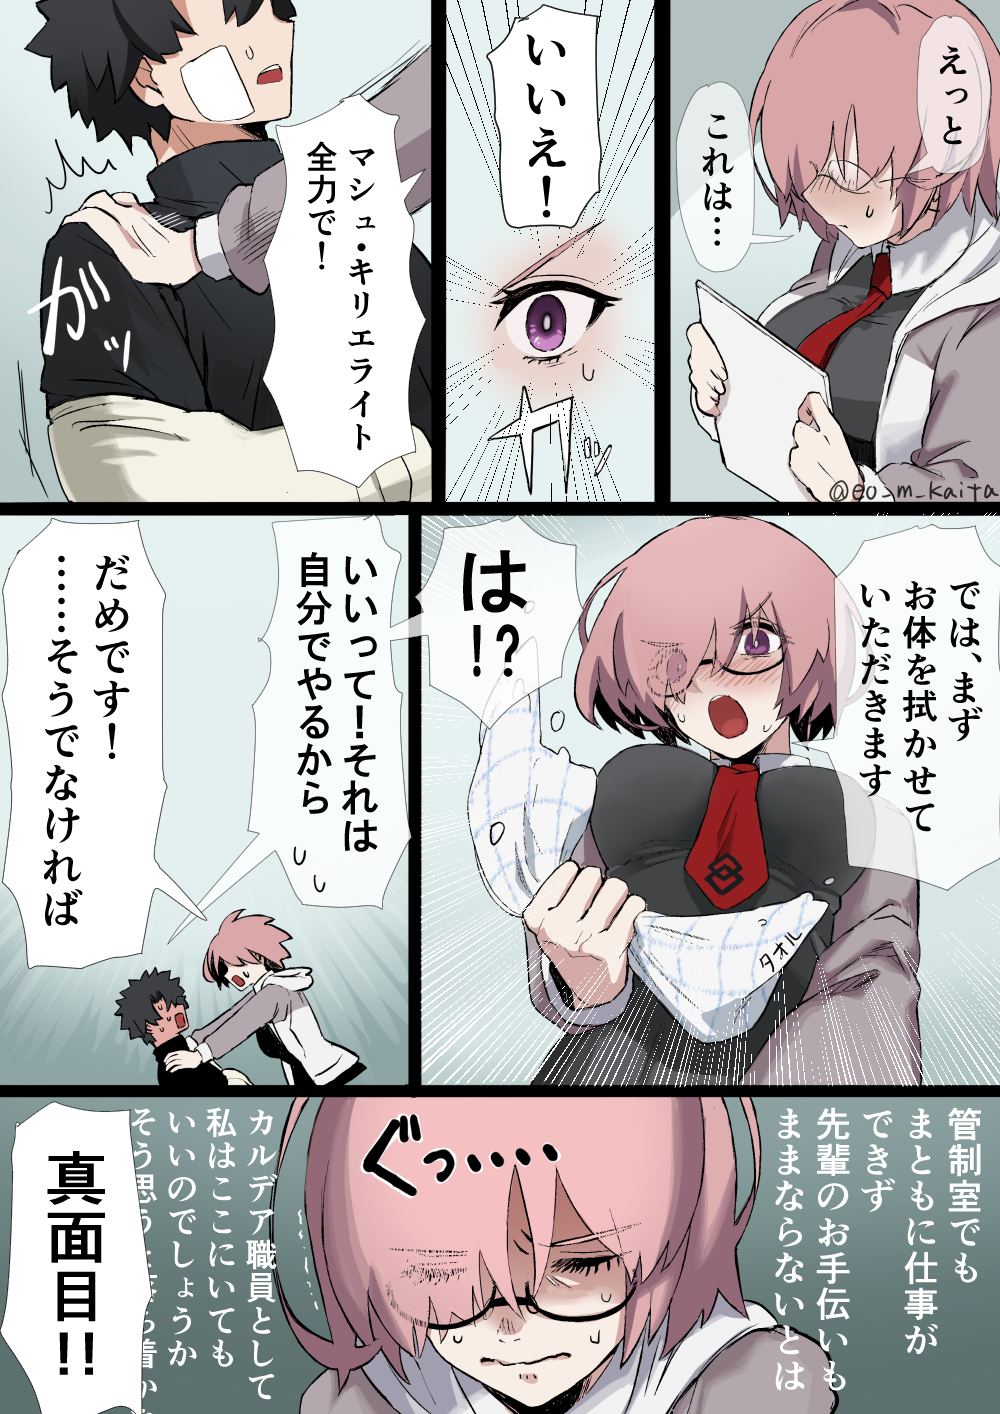 えっと
これは…
@eo_m_kaita
いいえ！
カッ
マシュ・キリエライト
全力で！
ガッ
では、まず
お体を拭かせて
いただきます
は
!?
タオル
いいって！それは
自分でやるから
だめです！
……そうでなければ
管制室でも
まともに仕事が
できず
先輩のお手伝いも
ままならないとは
ぐっ‥‥
カルデア職員として
私はここにいても
いいのでしょうか
そう思う
真面目!!